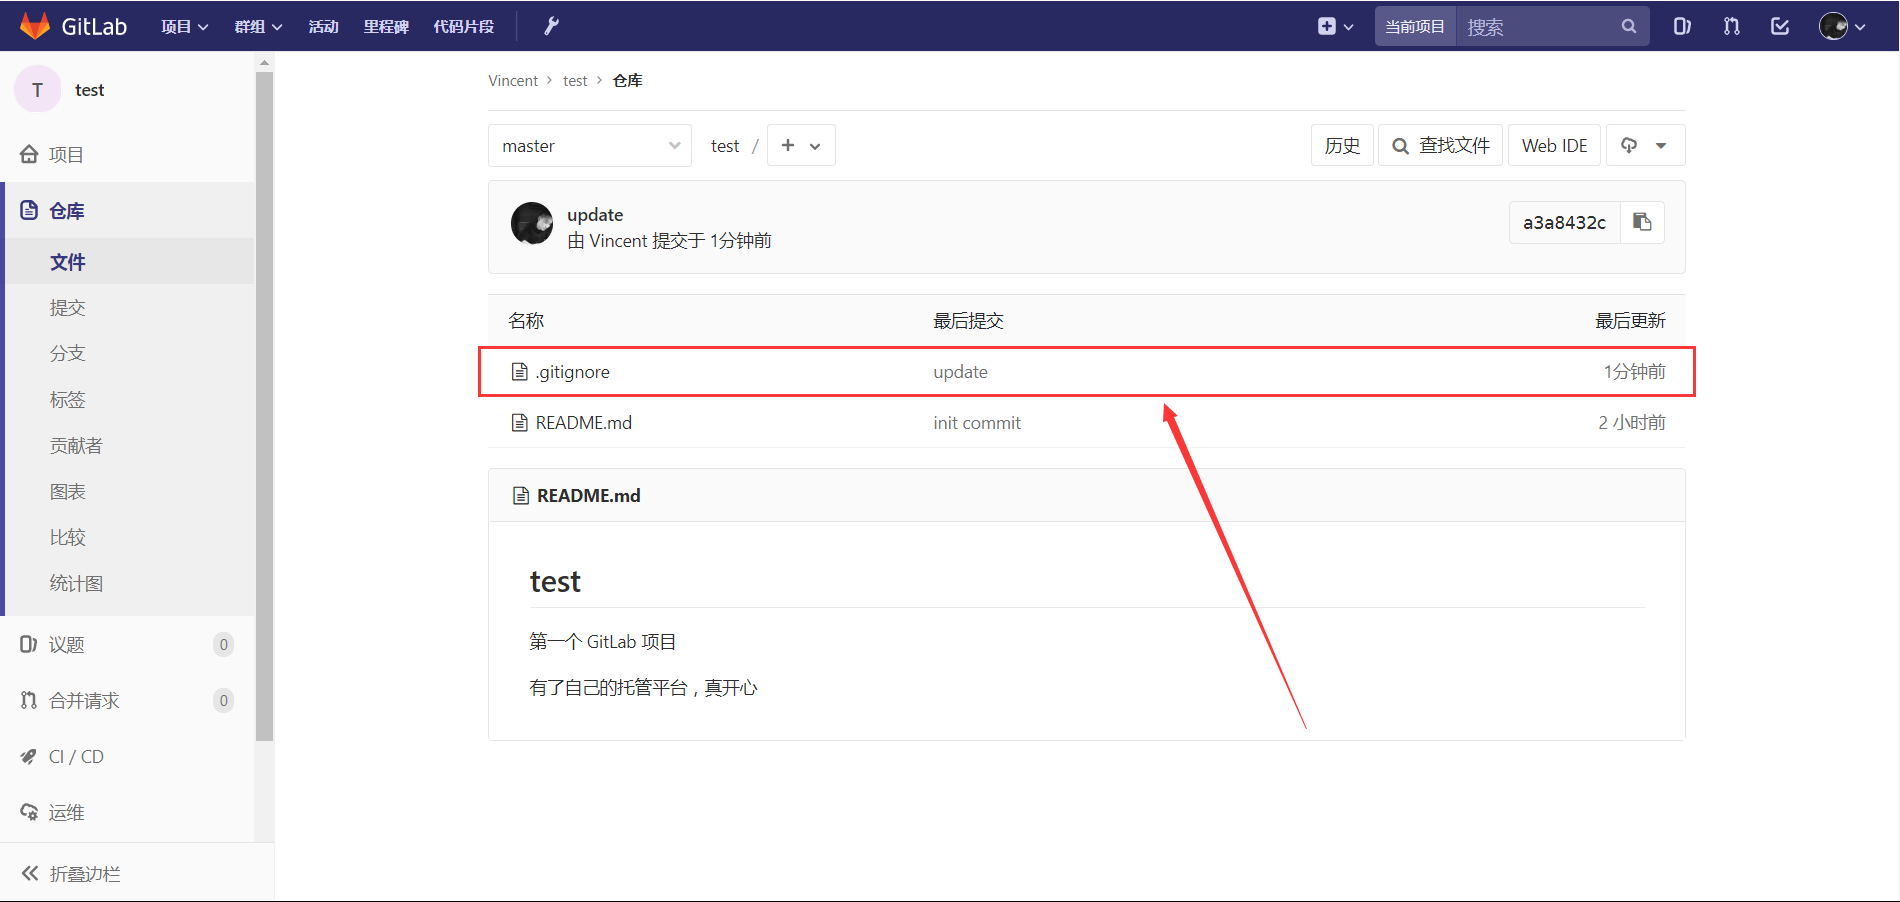 GitLab 项目 群组 活动 里程碑 代码片段 当前项目 搜索
T test
项目
仓库
文件
提交
分支
标签
贡献者
图表
比较
统计图
议题 0
合并请求 0
CI / CD
运维
折叠边栏
Vincent > test > 仓库
master test / + 历史 查找文件 Web IDE
update
由 Vincent 提交于 1分钟前
a3a8432c
名称 最后提交 最后更新
.gitignore update 1分钟前
README.md init commit 2 小时前
README.md
test
第一个 GitLab 项目
有了自己的托管平台，真开心